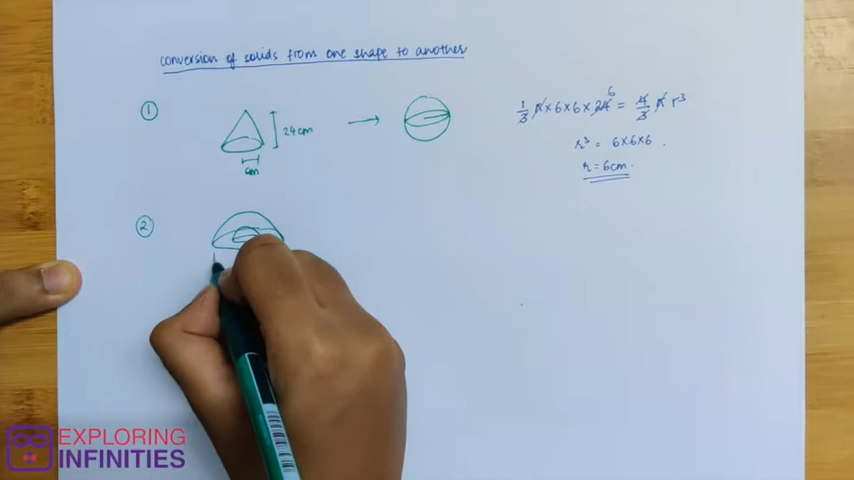 conversion of solids from one shape to another
①
24cm
6m
1/3 π × 6 × 6 × 24 6 = 4/3 π r³
r³ = 6×6×6 .
r = 6cm.
②
EXPLORING
INFINITIES